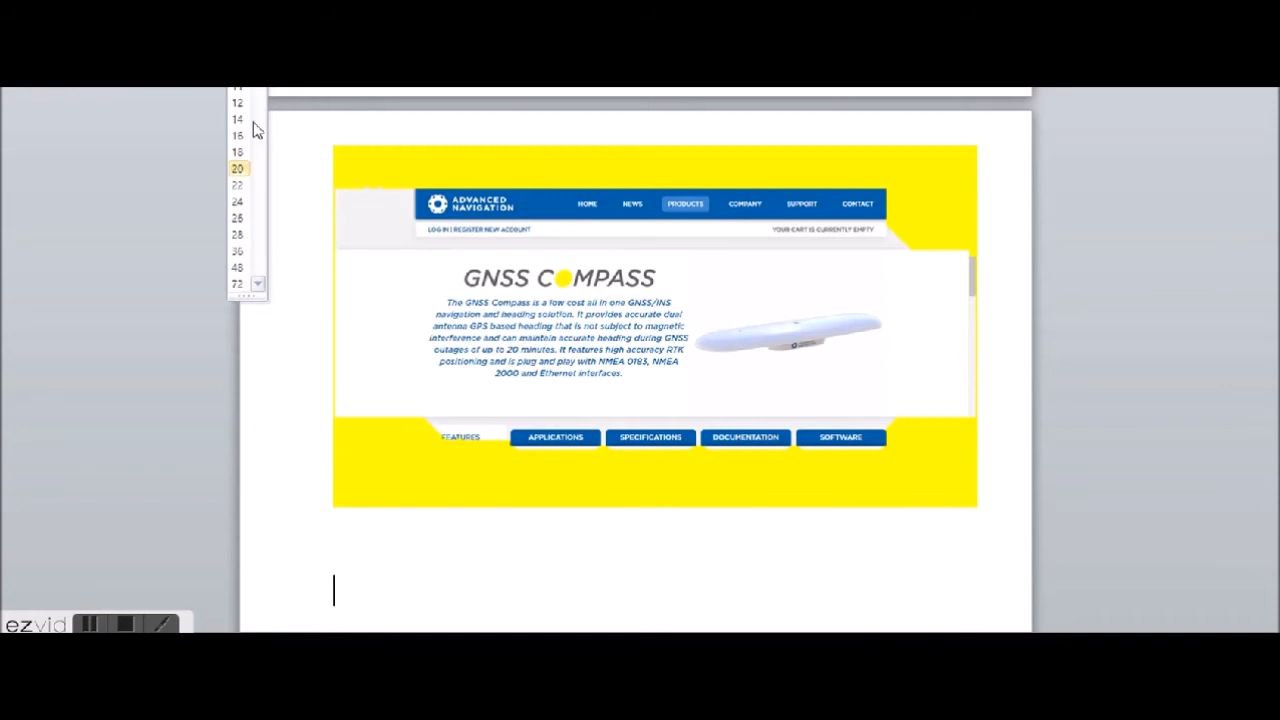 12
14
16
18
20
22
24
26
28
36
48
72
ADVANCED
NAVIGATION
HOME NEWS PRODUCTS COMPANY SUPPORT CONTACT
LOG IN | REGISTER NEW ACCOUNT
YOUR CART IS CURRENTLY EMPTY
GNSS COMPASS
The GNSS Compass is a low cost all in one GNSS/INS
navigation and heading solution. It provides accurate dual
antenna GPS based heading that is not subject to magnetic
interference and can maintain accurate heading during GNSS
outages of up to 20 minutes. It features high accuracy RTK
positioning and is plug and play with NMEA 0183, NMEA
2000 and Ethernet interfaces.
FEATURES APPLICATIONS SPECIFICATIONS DOCUMENTATION SOFTWARE
ezvid